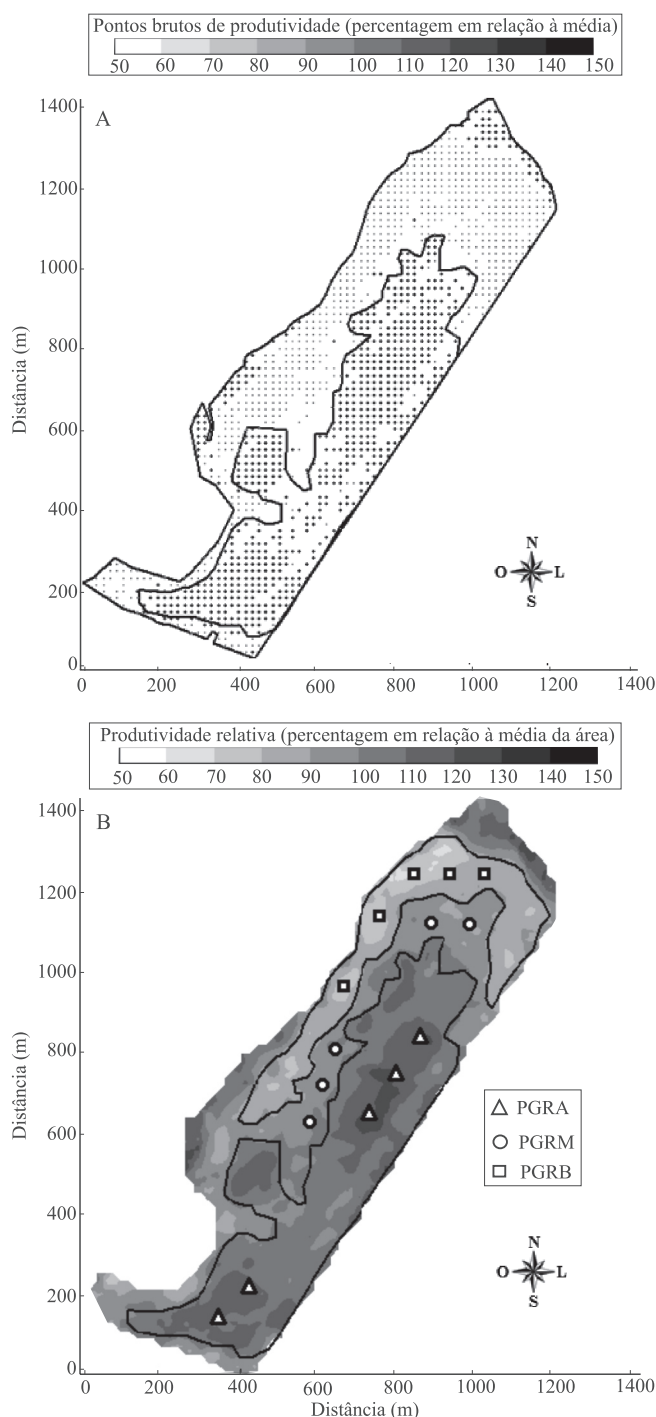 Pontos brutos de produtividade (percentagem em relação à média)
50 60 70 80 90 100 110 120 130 140 150
A
1400
1200
1000
800
600
400
200
0
Distância (m)
N
O L
S
0 200 400 600 800 1000 1200 1400
Produtividade relativa (percentagem em relação à média da área)
50 60 70 80 90 100 110 120 130 140 150
B
1400
1200
1000
800
600
400
200
0
Distância (m)
PGRA
PGRM
PGRB
N
O L
S
0 200 400 600 800 1000 1200 1400
Distância (m)